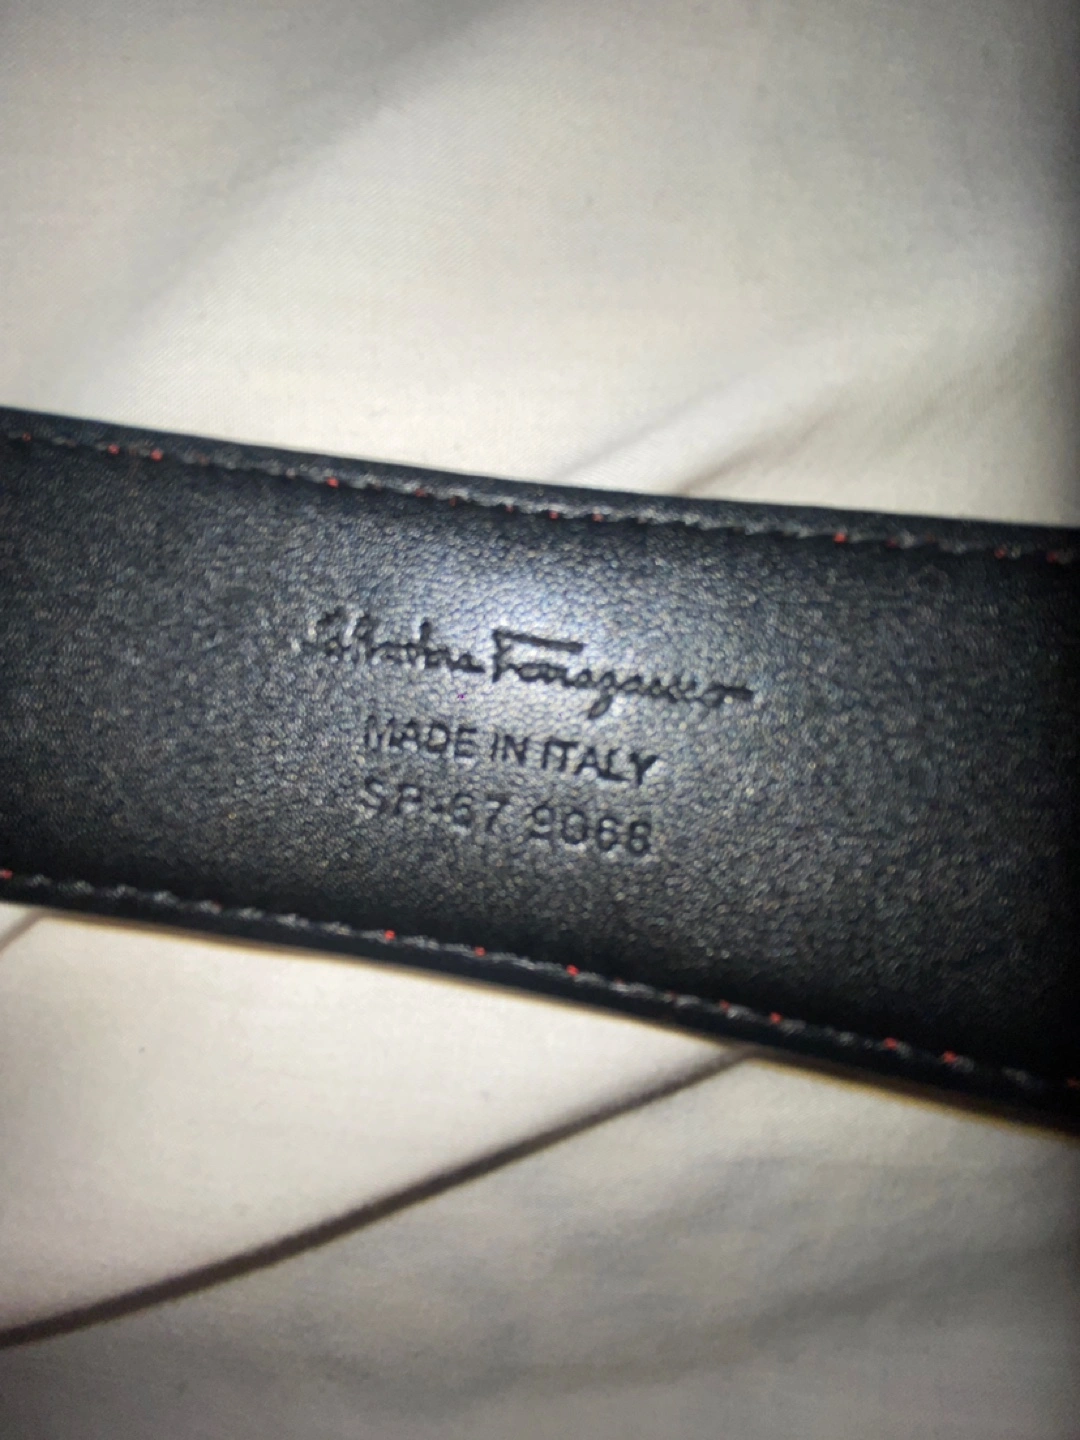 Salvatore Ferragamo
MADE IN ITALY
SP-67 9068